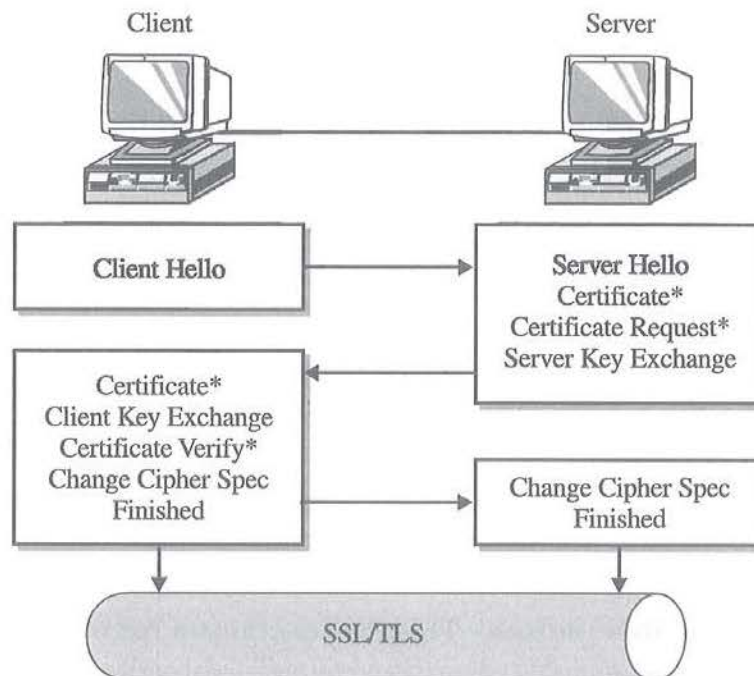 Client
Server
Client Hello
Server Hello
Certificate*
Certificate Request*
Server Key Exchange
Certificate*
Client Key Exchange
Certificate Verify*
Change Cipher Spec
Finished
Change Cipher Spec
Finished
SSL/TLS